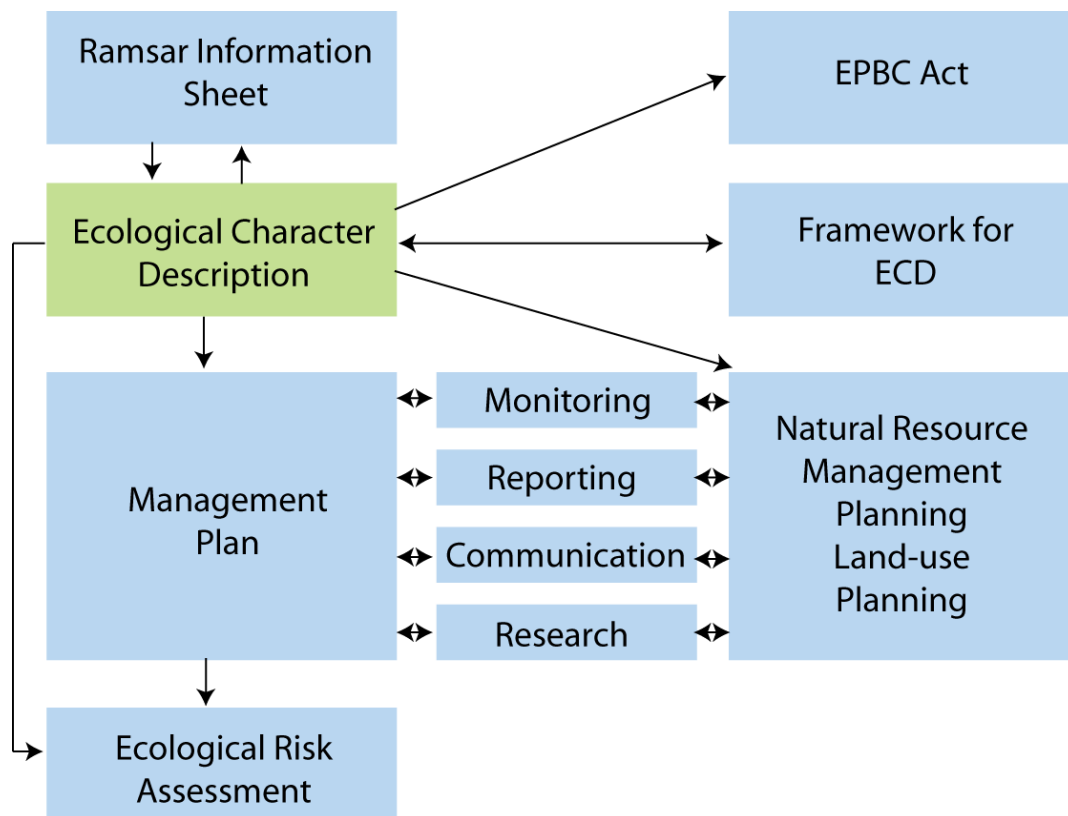 Ramsar Information
Sheet
EPBC Act
Ecological Character
Description
Framework for
ECD
Management
Plan
Monitoring
Reporting
Communication
Research
Natural Resource
Management
Planning
Land-use
Planning
Ecological Risk
Assessment